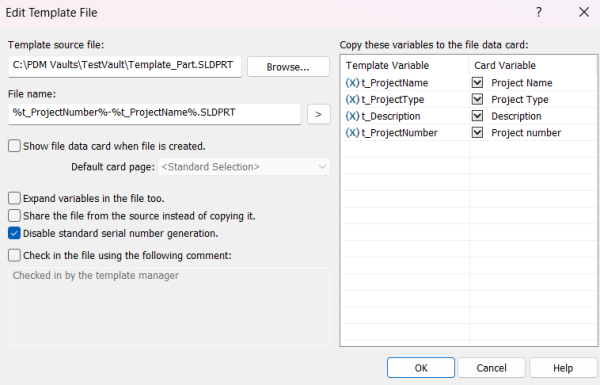 Edit Template File
?
Template source file:
C:\PDM Vaults\TestVault\Template_Part.SLDPRT
Browse...
File name:
%t_ProjectNumber%-%t_ProjectName%.SLDPRT
>
Show file data card when file is created.
Default card page: <Standard Selection>
Expand variables in the file too.
Share the file from the source instead of copying it.
Disable standard serial number generation.
Check in the file using the following comment:
Checked in by the template manager
Copy these variables to the file data card:
Template Variable Card Variable
(X) t_ProjectName Project Name
(X) t_ProjectType Project Type
(X) t_Description Description
(X) t_ProjectNumber Project number
OK Cancel Help